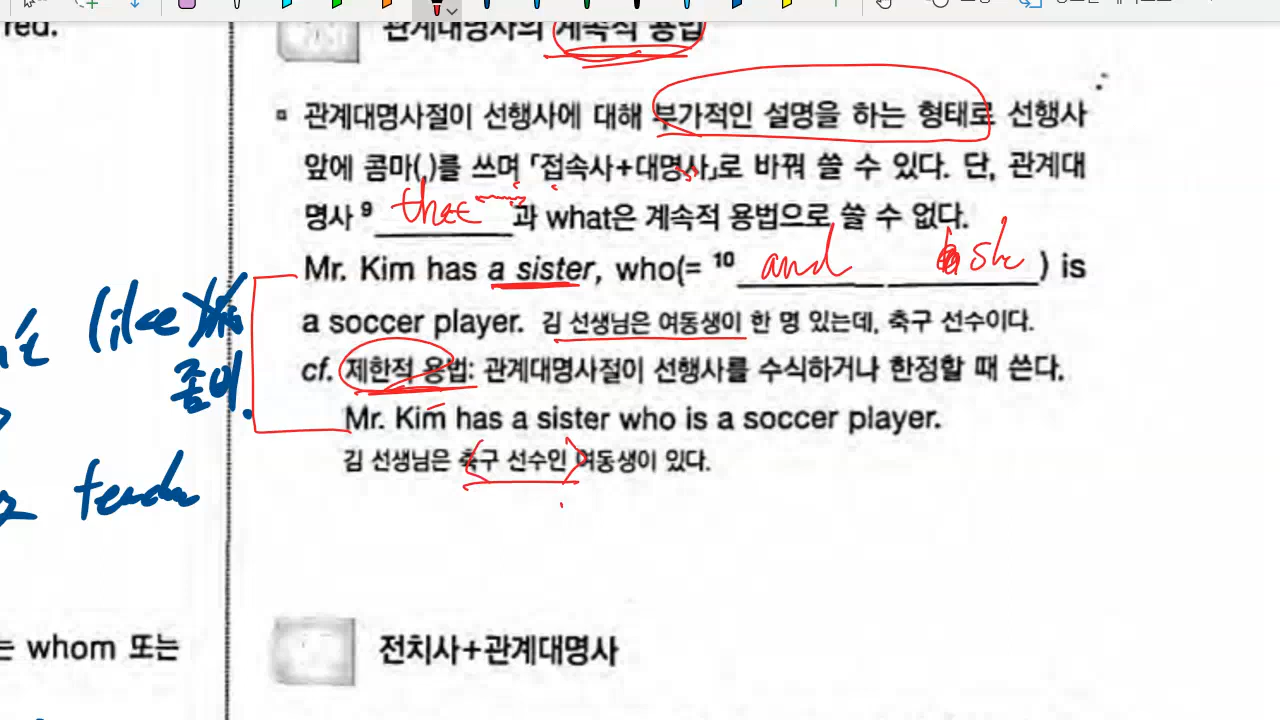 red.
관계대명사의 계속적 용법
관계대명사절이 선행사에 대해 부가적인 설명을 하는 형태로 선행사
앞에 콤마(,)를 쓰며 「접속사+대명사」로 바꿔 쓸 수 있다. 단, 관계대
명사 9 that 과 what은 계속적 용법으로 쓸 수 없다.
Mr. Kim has a sister, who(= 10 and she ) is
a soccer player. 김 선생님은 여동생이 한 명 있는데, 축구 선수이다.
cf. 제한적 용법: 관계대명사절이 선행사를 수식하거나 한정할 때 쓴다.
Mr. Kim has a sister who is a soccer player.
김 선생님은 축구 선수인 여동생이 있다.
like
좋아
전치사+관계대명사
는 whom 또는